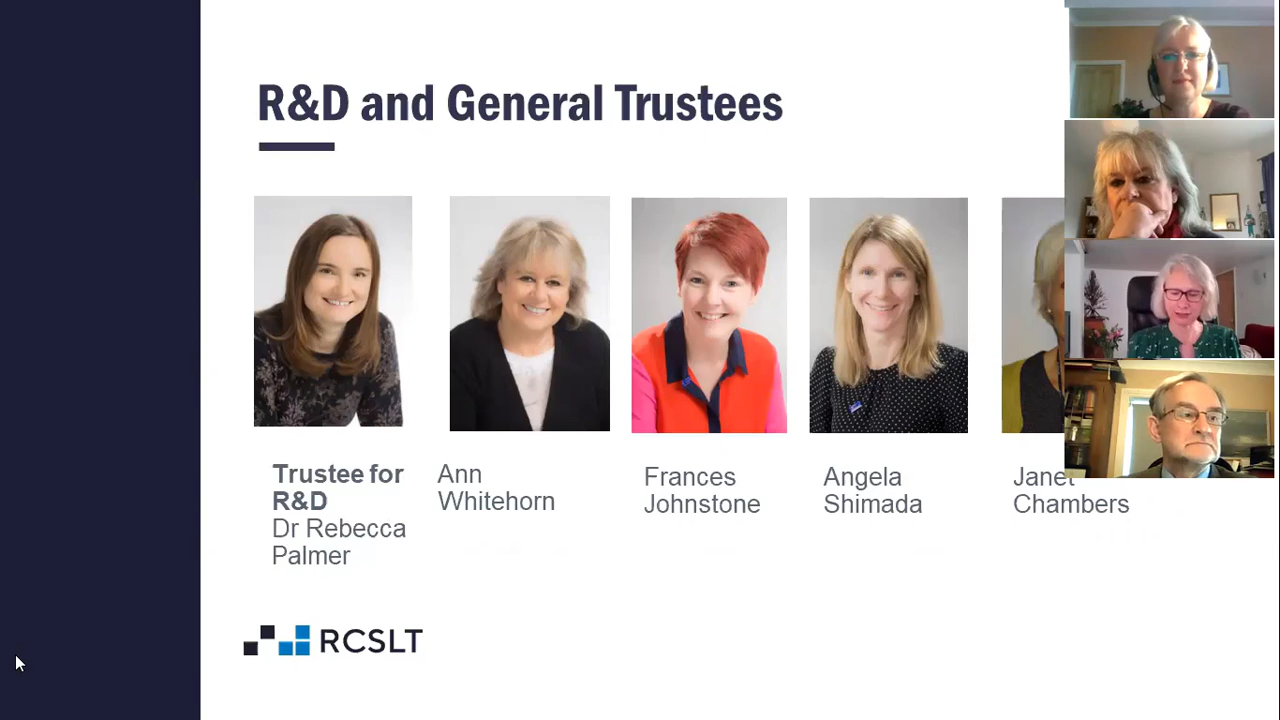 R&D and General Trustees
Trustee for
R&D
Dr Rebecca
Palmer
Ann
Whitehorn
Frances
Johnstone
Angela
Shimada
Janet
Chambers
RCSLT